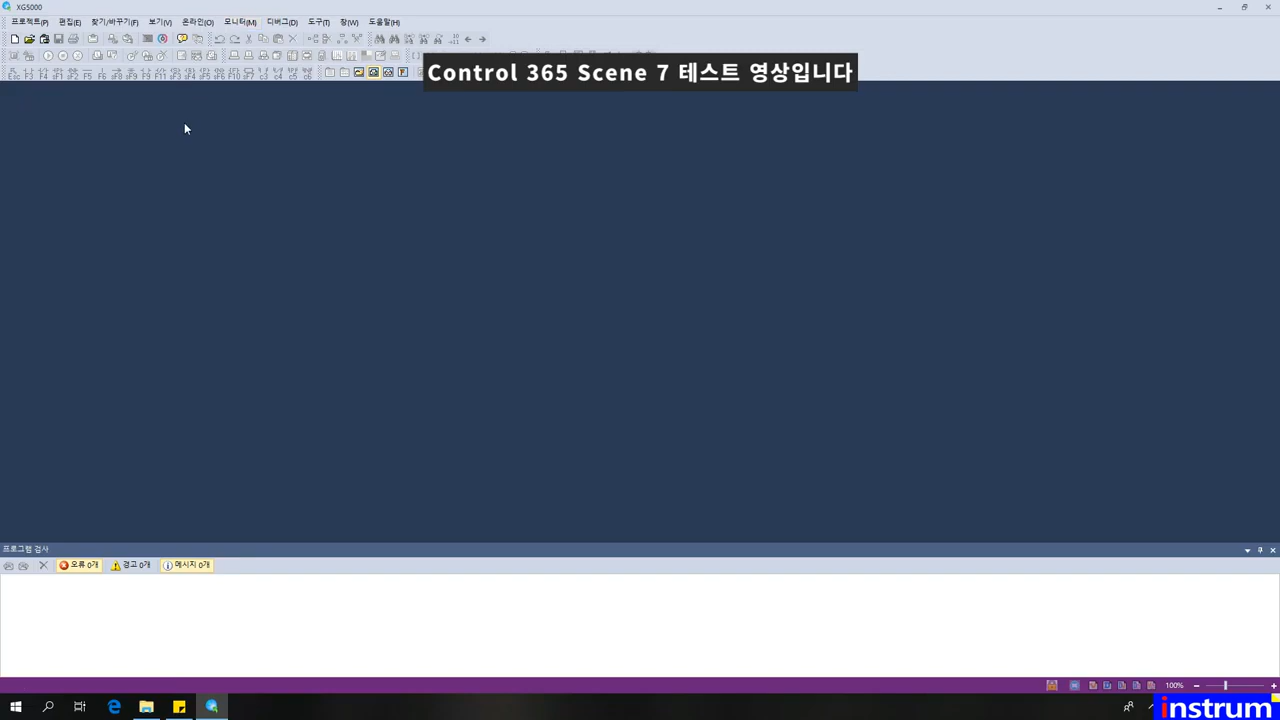 XG5000
프로젝트(P) 편집(E) 찾기/바꾸기(F) 보기(V) 온라인(O) 모니터(M) 디버그(D) 도구(T) 창(W) 도움말(H)
Control 365 Scene 7 테스트 영상입니다
프로그램 검사
오류 0개 경고 0개 메시지 0개
100%
instrum